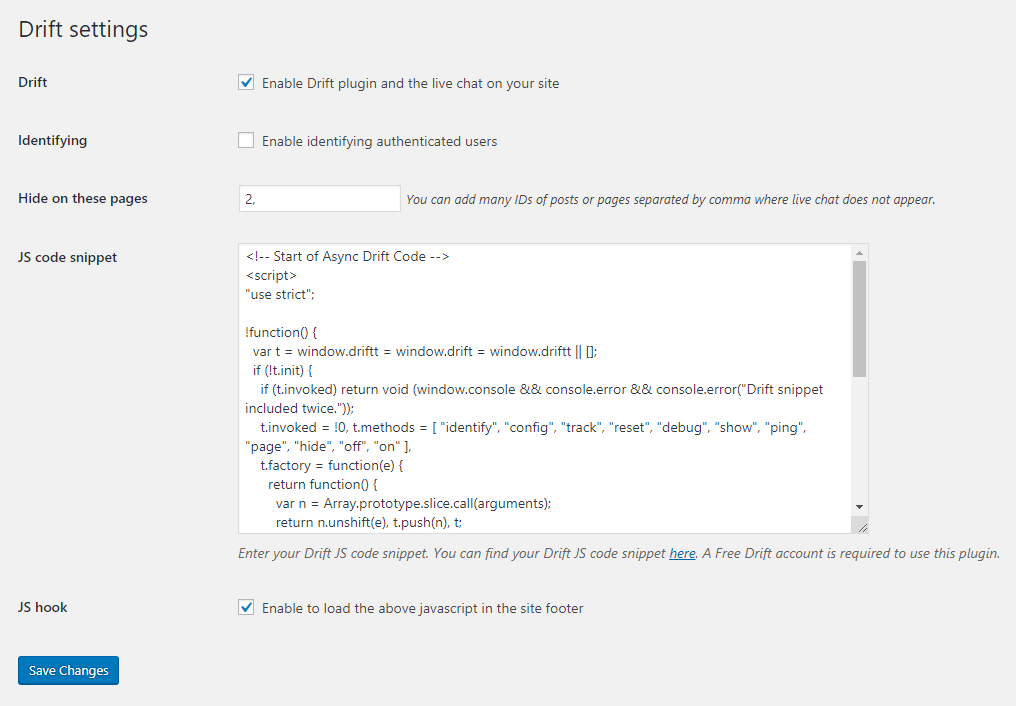 Drift settings
Drift
Enable Drift plugin and the live chat on your site
Identifying
Enable identifying authenticated users
Hide on these pages
2,
You can add many IDs of posts or pages separated by comma where live chat does not appear.
JS code snippet
<!-- Start of Async Drift Code -->
<script>
"use strict";
!function() {
var t = window.driftt = window.drift = window.driftt || [];
if (!t.init) {
if (t.invoked) return void (window.console && console.error && console.error("Drift snippet
included twice."));
t.invoked = !0, t.methods = [ "identify", "config", "track", "reset", "debug", "show", "ping",
"page", "hide", "off", "on" ],
t.factory = function(e) {
return function() {
var n = Array.prototype.slice.call(arguments);
return n.unshift(e), t.push(n), t;
Enter your Drift JS code snippet. You can find your Drift JS code snippet here. A Free Drift account is required to use this plugin.
JS hook
Enable to load the above javascript in the site footer
Save Changes